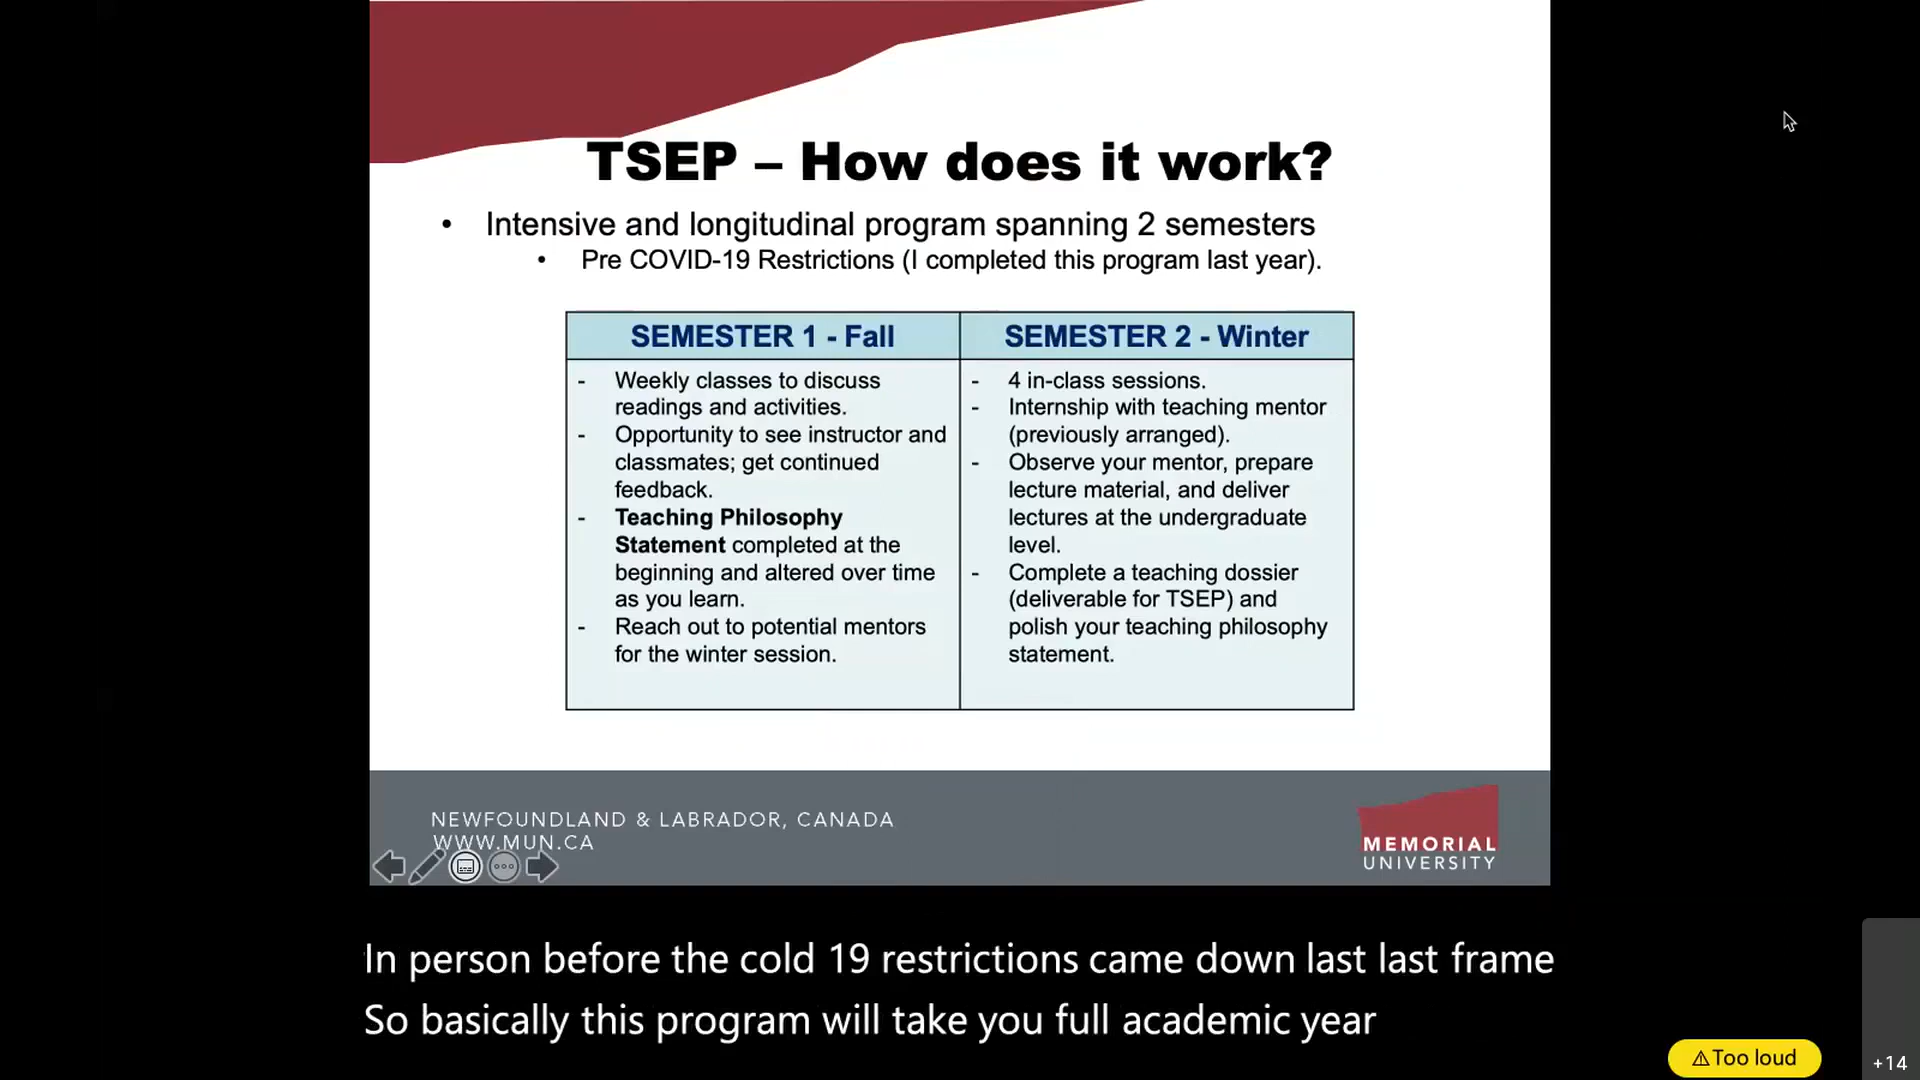 TSEP – How does it work?
• Intensive and longitudinal program spanning 2 semesters
• Pre COVID-19 Restrictions (I completed this program last year).
SEMESTER 1 - Fall
- Weekly classes to discuss
readings and activities.
- Opportunity to see instructor and
classmates; get continued
feedback.
- Teaching Philosophy
Statement completed at the
beginning and altered over time
as you learn.
- Reach out to potential mentors
for the winter session.
SEMESTER 2 - Winter
- 4 in-class sessions.
- Internship with teaching mentor
(previously arranged).
- Observe your mentor, prepare
lecture material, and deliver
lectures at the undergraduate
level.
- Complete a teaching dossier
(deliverable for TSEP) and
polish your teaching philosophy
statement.
NEWFOUNDLAND & LABRADOR, CANADA
WWW.MUN.CA
MEMORIAL
UNIVERSITY
In person before the cold 19 restrictions came down last last frame
So basically this program will take you full academic year
⚠Too loud
+14